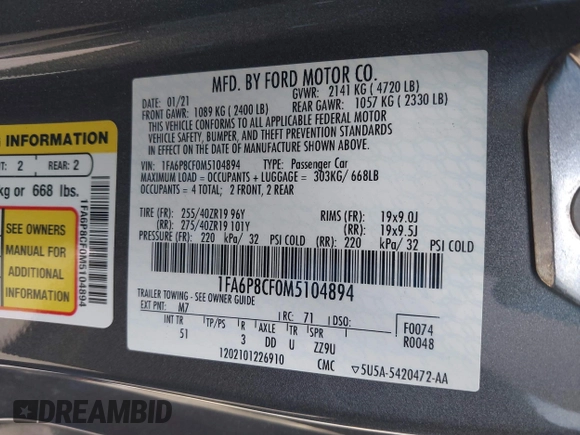 MFD. BY FORD MOTOR CO.
DATE: 01/21 GVWR: 2141 KG ( 4720 LB)
FRONT GAWR: 1089 KG ( 2400 LB) REAR GAWR: 1057 KG ( 2330 LB)
THIS VEHICLE CONFORMS TO ALL APPLICABLE FEDERAL MOTOR
VEHICLE SAFETY, BUMPER, AND THEFT PREVENTION STANDARDS
IN EFFECT ON THE DATE OF MANUFACTURE SHOWN ABOVE.
VIN: 1FA6P8CF0M5104894 TYPE: Passenger Car
MAXIMUM LOAD = OCCUPANTS + LUGGAGE = 303KG/ 668LB
OCCUPANTS = 4 TOTAL; 2 FRONT, 2 REAR
TIRE (FR): 255/40ZR19 96Y RIMS (FR): 19x9.0J
(RR): 275/40ZR19 101Y (RR): 19x9.5J
PRESSURE (FR): 220 kPa/ 32 PSI COLD (RR): 220 kPa/ 32 PSI COLD
1FA6P8CF0M5104894
TRAILER TOWING - SEE OWNER GUIDE
EXT PNT: M7 RC: 71 DSO: F0074
INT TR TP/PS R AXLE TR SPR R0048
51 3 DD U ZZ9U
1202101226910 CMC ▽5U5A-5420472-AA
G INFORMATION
NT: 2 REAR: 2
kg or 668 lbs.
SEE OWNERS
MANUAL FOR
ADDITIONAL
INFORMATION
1FA6P8CF0M5104894
DREAMBID